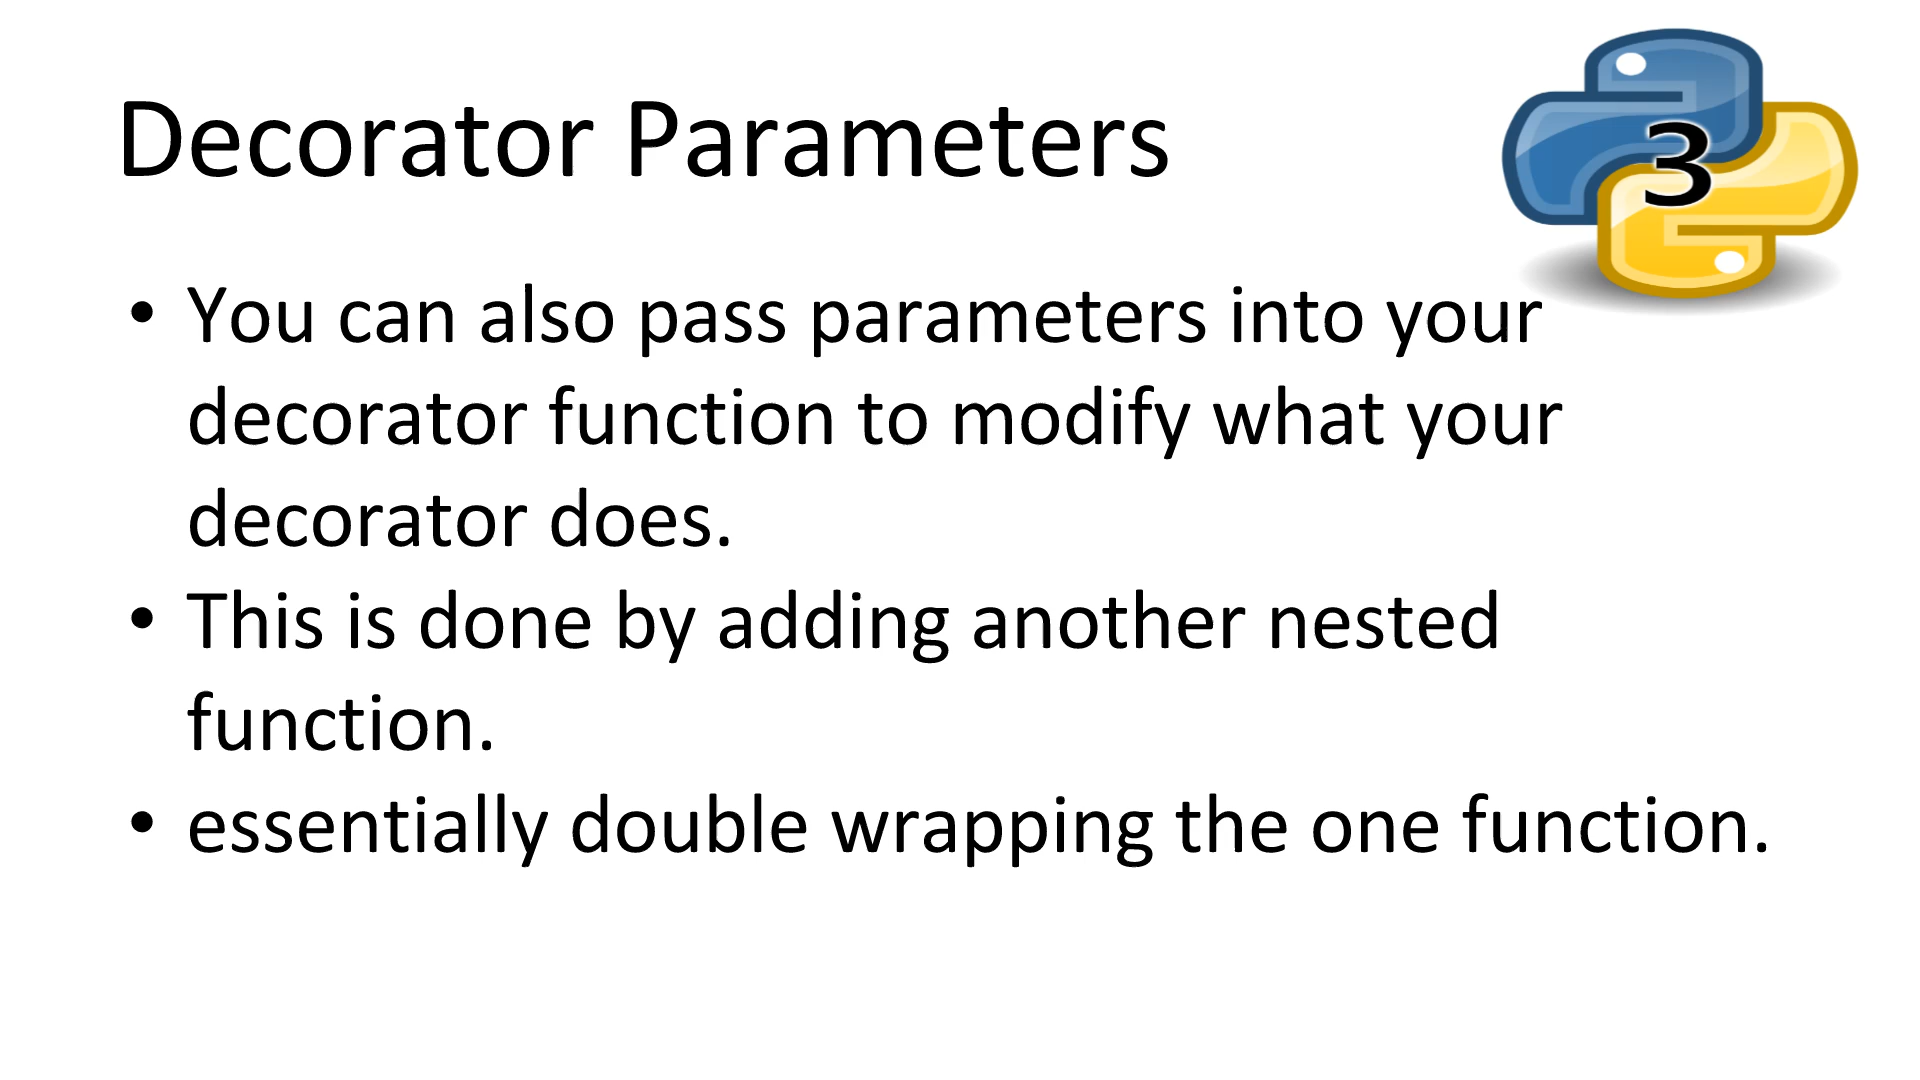 Decorator Parameters
3
• You can also pass parameters into your
decorator function to modify what your
decorator does.
• This is done by adding another nested
function.
• essentially double wrapping the one function.